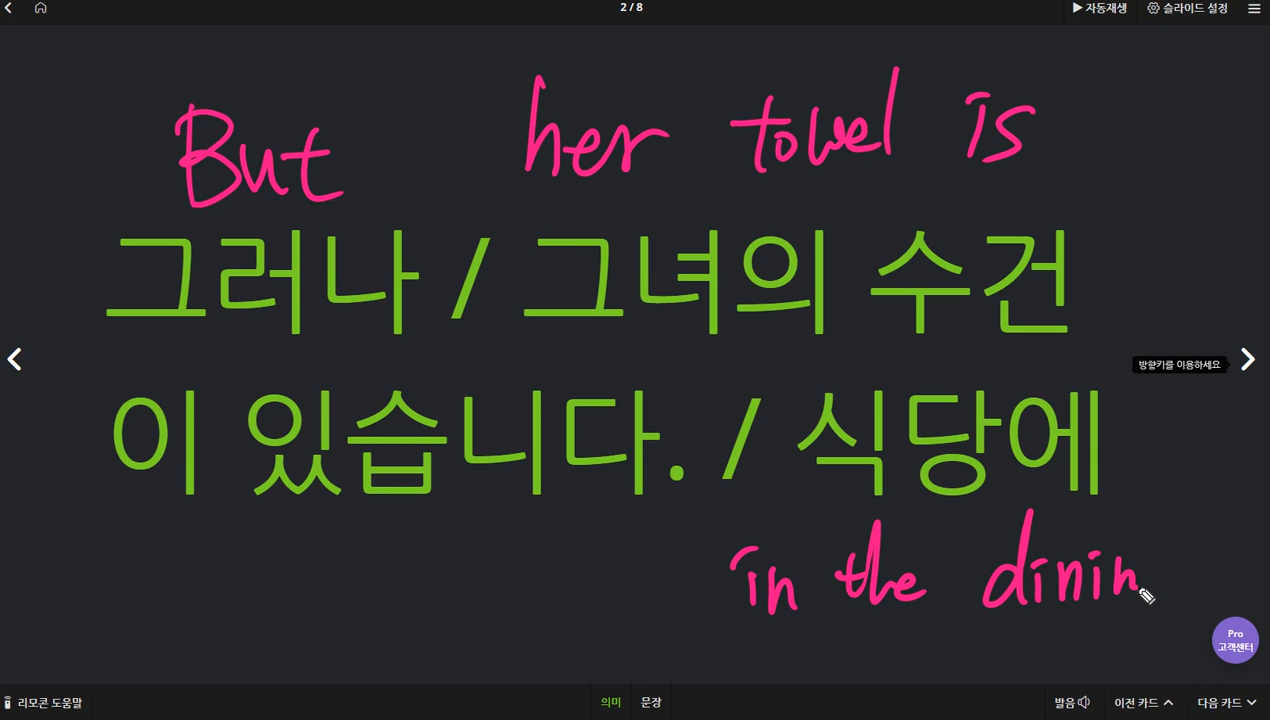 2 / 8
자동재생
슬라이드 설정
But her towel is
그러나 / 그녀의 수건
방향키를 이용하세요
이 있습니다. / 식당에
in the dinin
Pro
고객센터
리모콘 도움말
의미
문장
발음
이전 카드
다음 카드